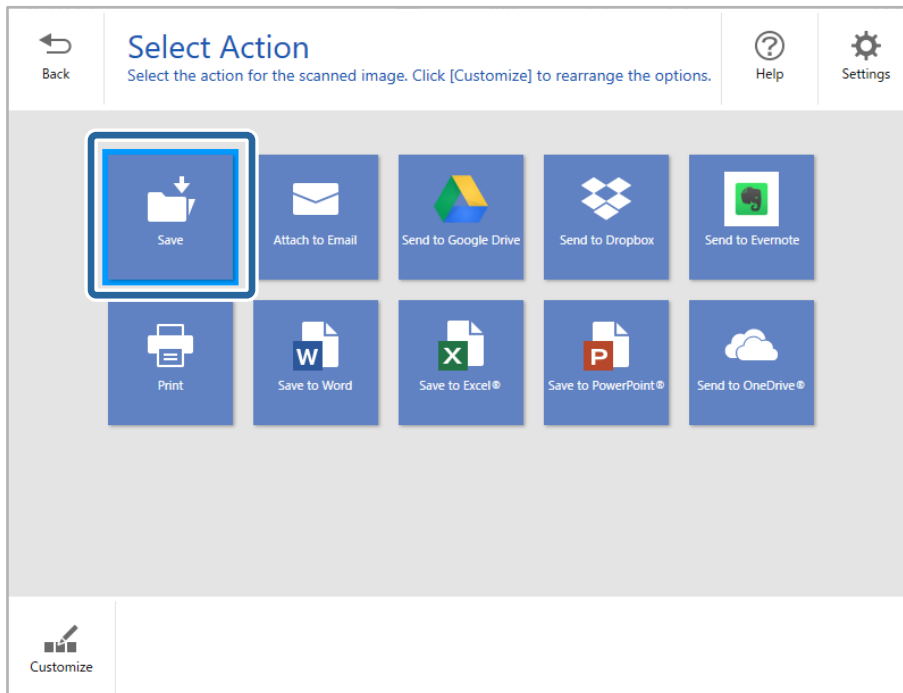 Back
Select Action
Select the action for the scanned image. Click [Customize] to rearrange the options.
Help
Settings
Save
Attach to Email
Send to Google Drive
Send to Dropbox
Send to Evernote
Print
W
Save to Word
X
Save to Excel®
P
Save to PowerPoint®
Send to OneDrive®
Customize